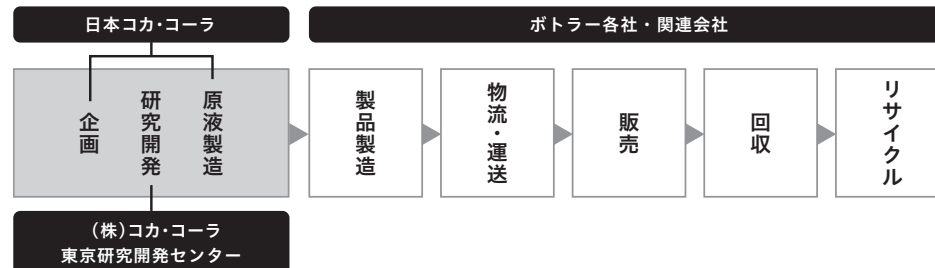 日本コカ・コーラ
ボトラー各社・関連会社
企画
研究開発
原液製造
製品製造
物流・運送
販売
回収
リサイクル
(株)コカ・コーラ
東京研究開発センター